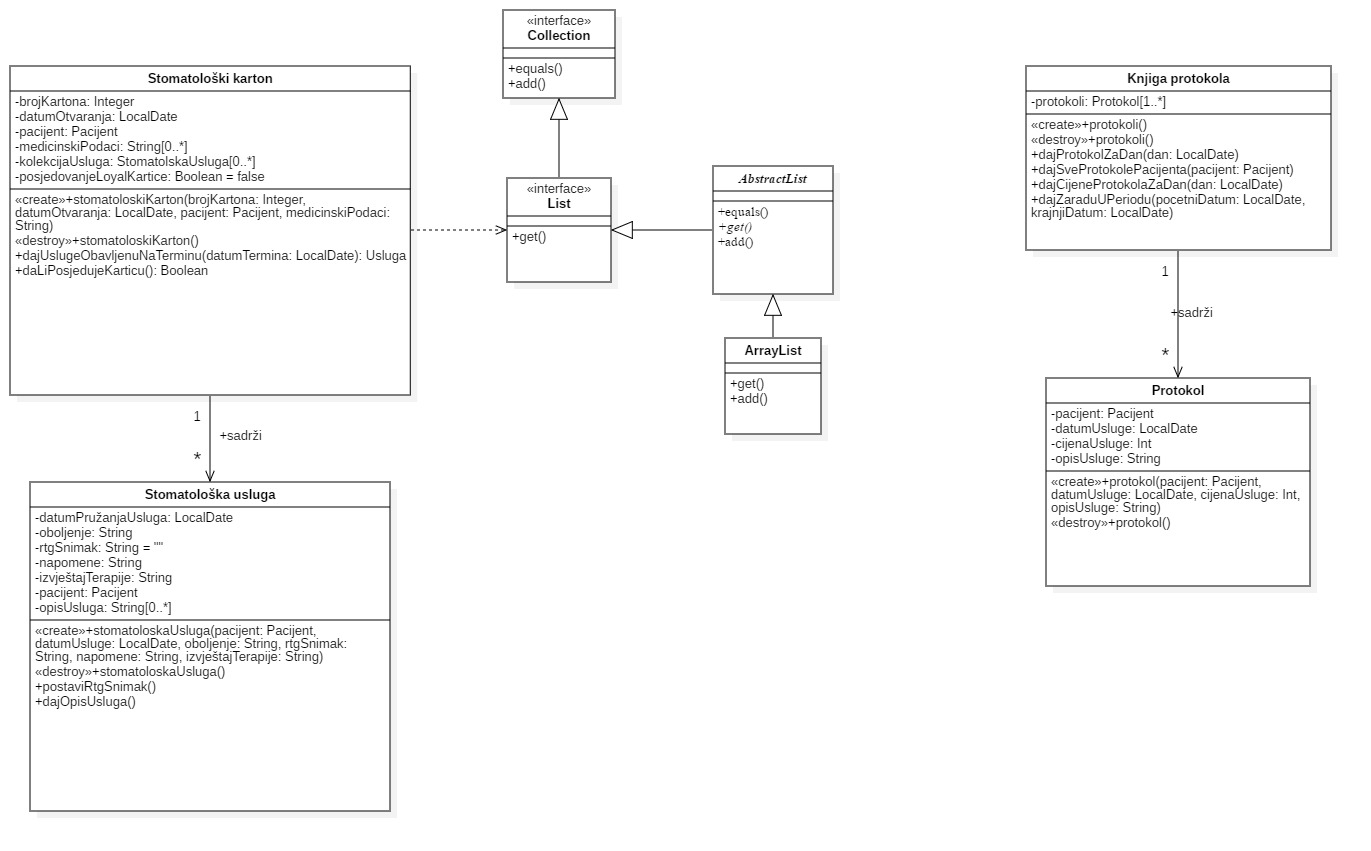 «interface»
Collection
+equals()
+add()
Stomatološki karton
-brojKartona: Integer
-datumOtvaranja: LocalDate
-pacijent: Pacijent
-medicinskiPodaci: String[0..*]
-kolekcijaUsluga: StomatolskaUsluga[0..*]
-posjedovanjeLoyalKartice: Boolean = false
«create»+stomatoloskiKarton(brojKartona: Integer,
datumOtvaranja: LocalDate, pacijent: Pacijent, medicinskiPodaci:
String)
«destroy»+stomatoloskiKarton()
+dajUslugeObavljenuNaTerminu(datumTermina: LocalDate): Usluga
+daLiPosjedujeKarticu(): Boolean
«interface»
List
+get()
AbstractList
+equals()
+get()
+add()
ArrayList
+get()
+add()
Knjiga protokola
-protokoli: Protokol[1..*]
«create»+protokoli()
«destroy»+protokoli()
+dajProtokolZaDan(dan: LocalDate)
+dajSveProtokolePacijenta(pacijent: Pacijent)
+dajCijeneProtokolaZaDan(dan: LocalDate)
+dajZaraduUPeriodu(pocetniDatum: LocalDate,
krajnjiDatum: LocalDate)
1
+sadrži
*
Protokol
-pacijent: Pacijent
-datumUsluge: LocalDate
-cijenaUsluge: Int
-opisUsluge: String
«create»+protokol(pacijent: Pacijent,
datumUsluge: LocalDate, cijenaUsluge: Int,
opisUsluge: String)
«destroy»+protokol()
1
+sadrži
*
Stomatološka usluga
-datumPružanjaUsluga: LocalDate
-oboljenje: String
-rtgSnimak: String = ""
-napomene: String
-izvještajTerapije: String
-pacijent: Pacijent
-opisUsluga: String[0..*]
«create»+stomatoloskaUsluga(pacijent: Pacijent,
datumUsluge: LocalDate, oboljenje: String, rtgSnimak:
String, napomene: String, izvještajTerapije: String)
«destroy»+stomatoloskaUsluga()
+postaviRtgSnimak()
+dajOpisUsluga()